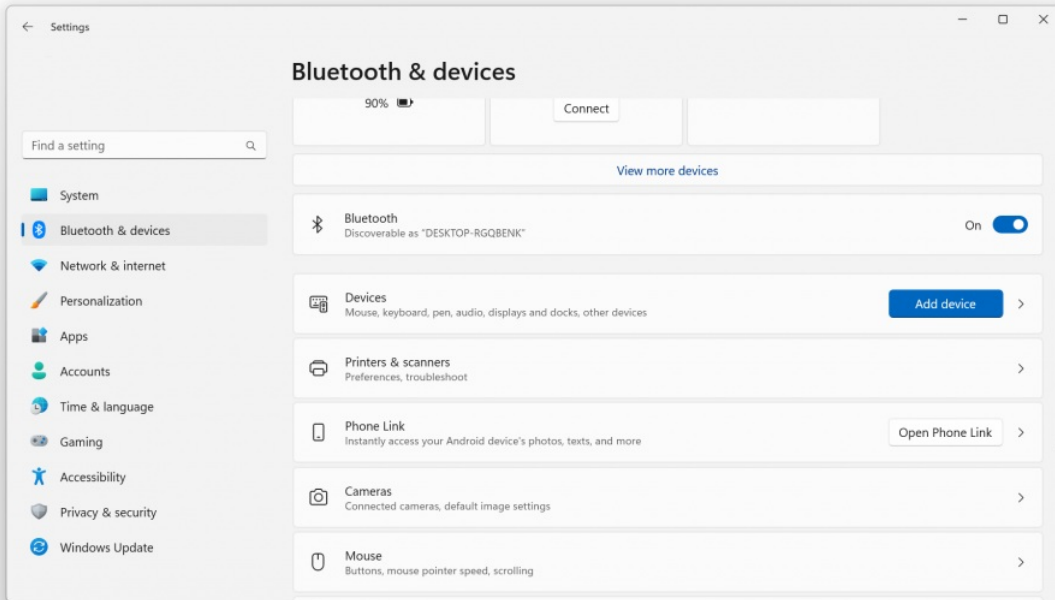 Settings
Bluetooth & devices
90%
Connect
Find a setting
View more devices
System
Bluetooth & devices
Network & internet
Personalization
Apps
Accounts
Time & language
Gaming
Accessibility
Privacy & security
Windows Update
Bluetooth
Discoverable as "DESKTOP-RGQBENK"
On
Devices
Mouse, keyboard, pen, audio, displays and docks, other devices
Add device
Printers & scanners
Preferences, troubleshoot
Phone Link
Instantly access your Android device's photos, texts, and more
Open Phone Link
Cameras
Connected cameras, default image settings
Mouse
Buttons, mouse pointer speed, scrolling